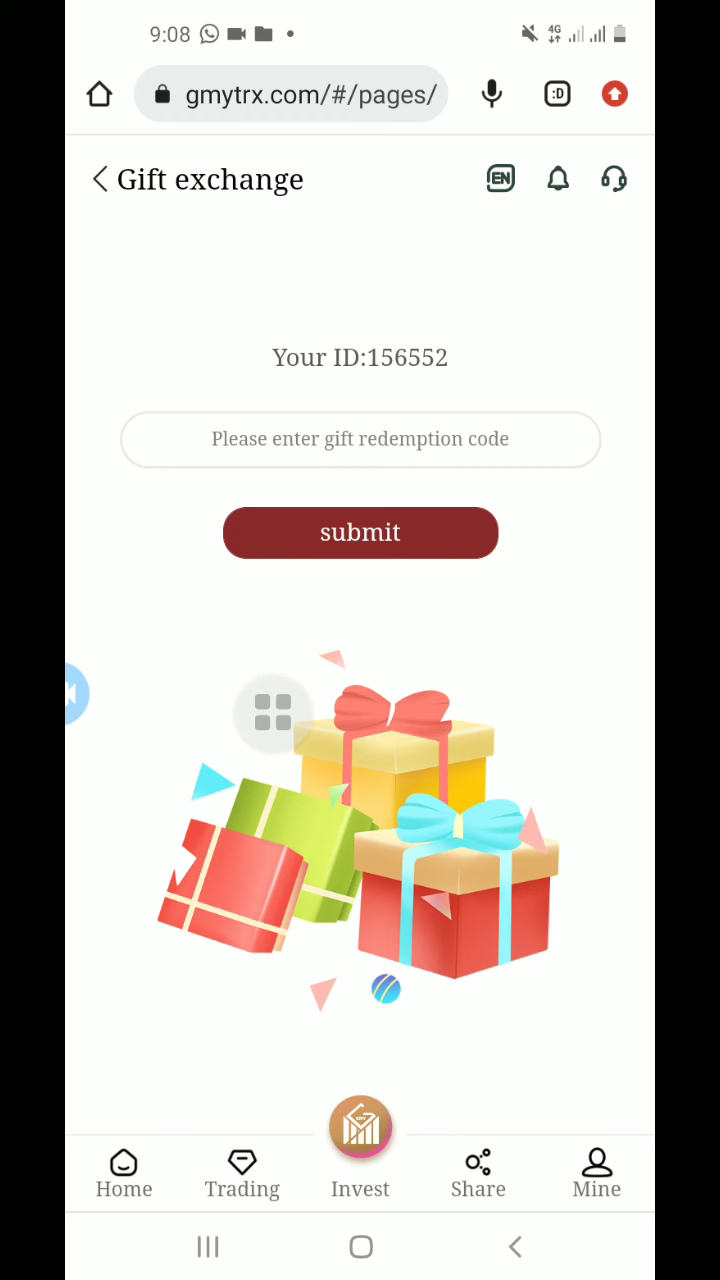 9:08
4G
gmytrx.com/#/pages/
:D
Gift exchange
EN
Your ID:156552
Please enter gift redemption code
submit
Home
Trading
Invest
Share
Mine